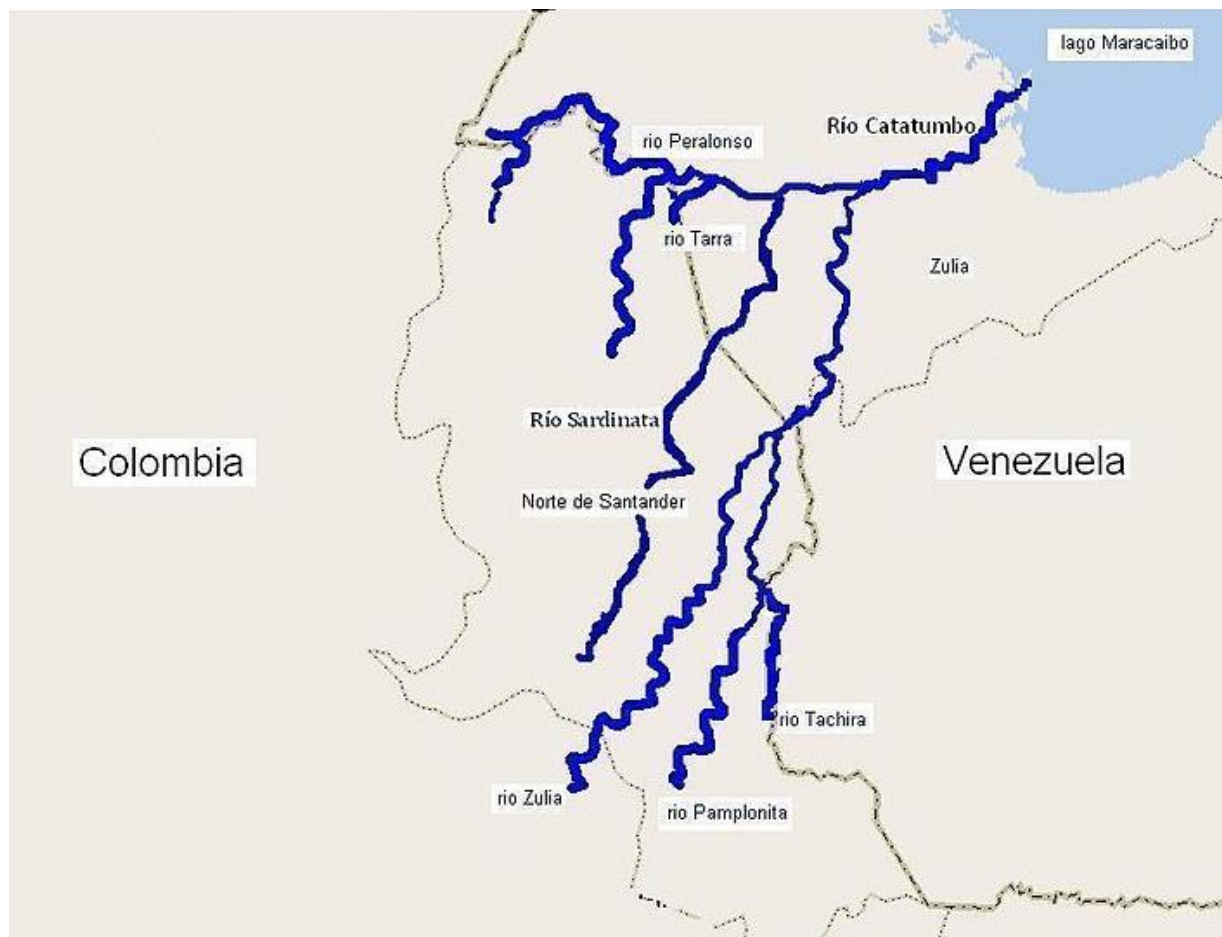 lago Maracaibo
Río Catatumbo
rio Peralonso
rio Tarra
Zulia
Río Sardinata
Colombia
Venezuela
Norte de Santander
rio Tachira
rio Zulia
rio Pamplonita